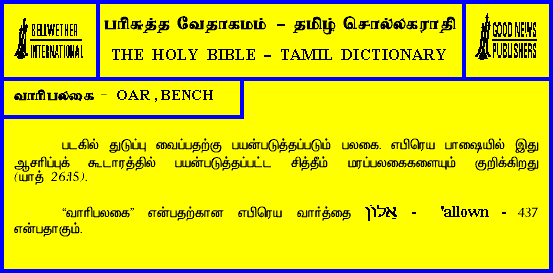 BELLWETHER
INTERNATIONAL
பரிசுத்த வேதாகமம் - தமிழ் சொல்லகராதி
THE HOLY BIBLE - TAMIL DICTIONARY
GOOD NEWS
PUBLISHERS
வாரிபலகை - OAR , BENCH
படகில் துடுப்பு வைப்பதற்கு பயன்படுத்தப்படும் பலகை. எபிரெய பாஷையில் இது
ஆசரிப்புக் கூடாரத்தில் பயன்படுத்தப்பட்ட சித்தீம் மரப்பலகைகளையும் குறிக்கிறது
(யாத் 26:15).
“வாரிபலகை” என்பதற்கான எபிரெய வார்த்தை אַלּוֹן - 'allown - 437
என்பதாகும்.